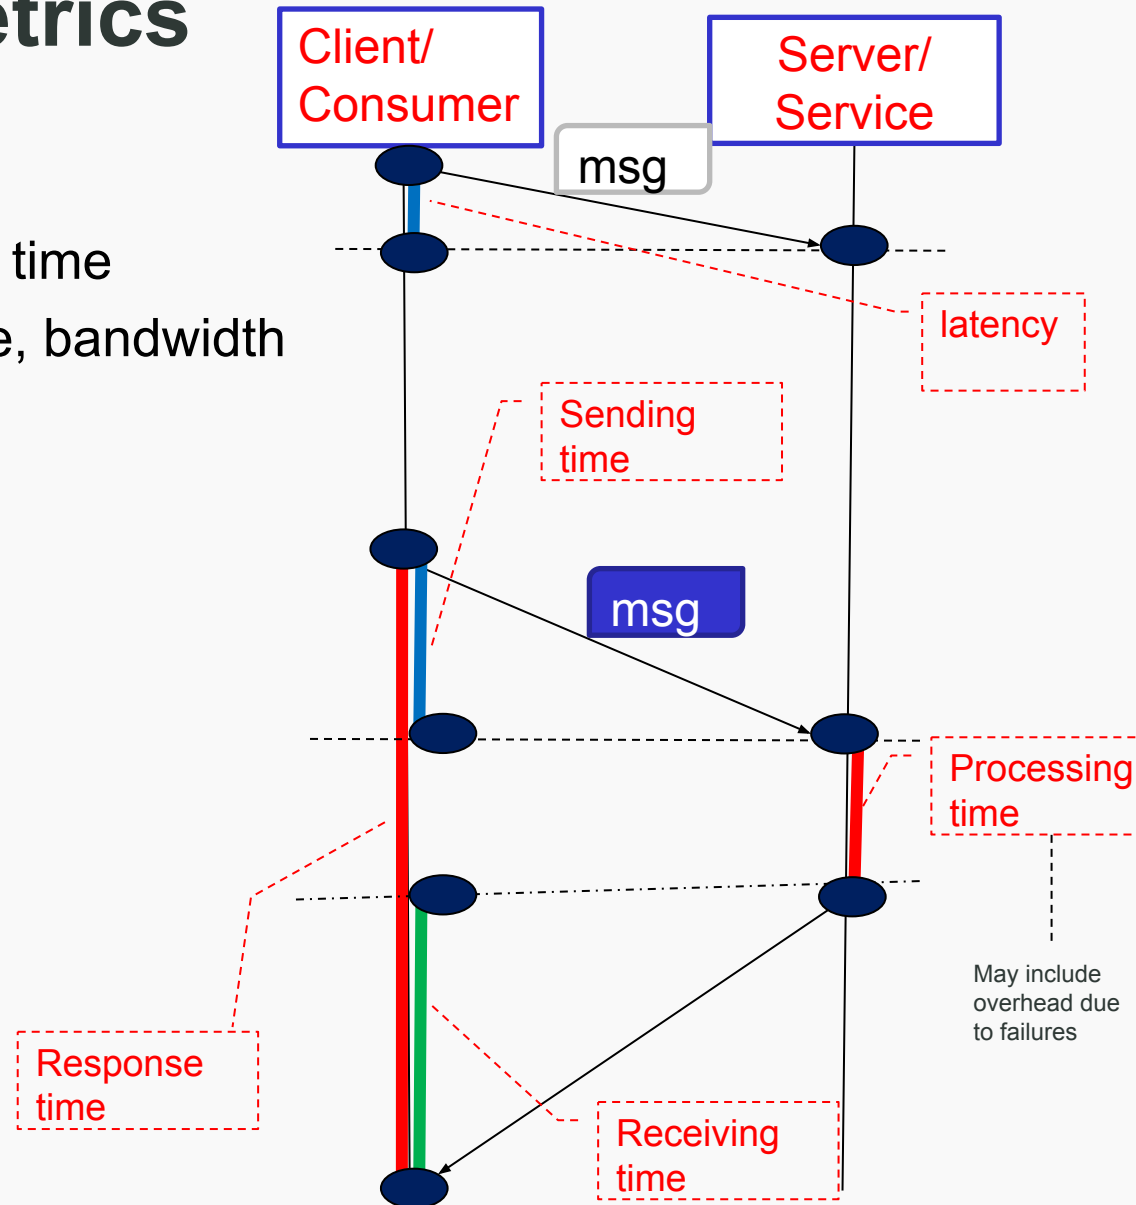 etrics
Client/
Consumer
Server/
Service
msg
time
e, bandwidth
latency
Sending
time
msg
Processing
time
May include
overhead due
to failures
Response
time
Receiving
time